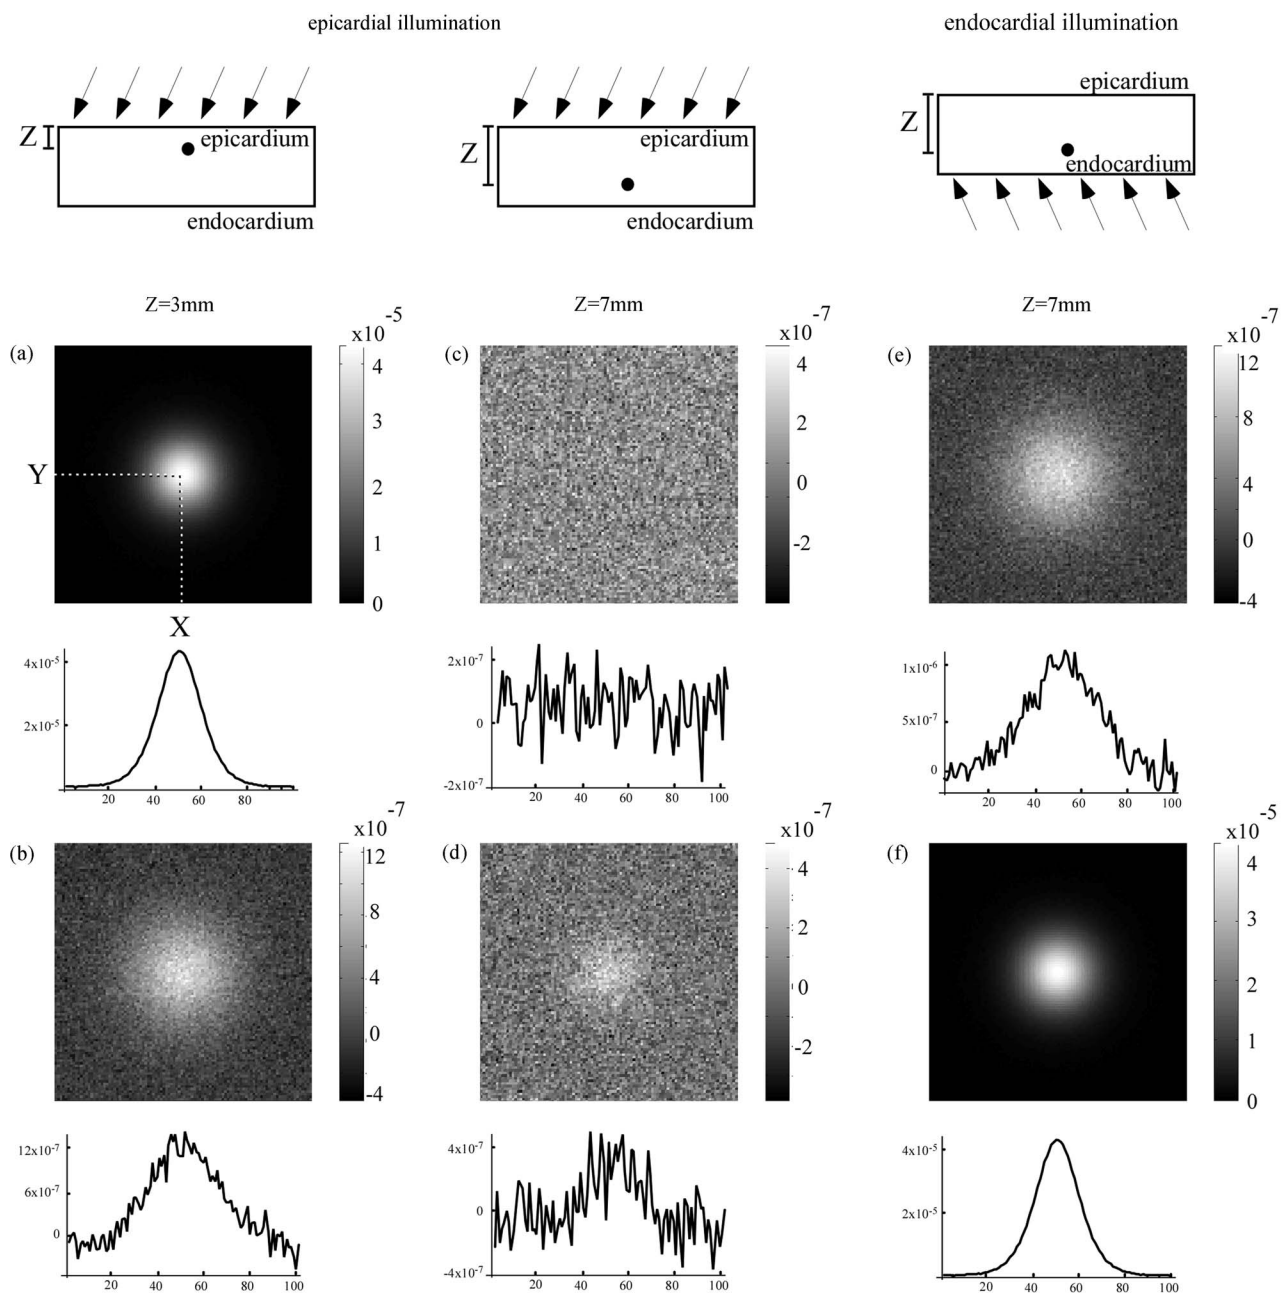 epicardial illumination
endocardial illumination
Z
epicardium
endocardium
Z
epicardium
endocardium
epicardium
Z
endocardium
Z=3mm
Z=7mm
Z=7mm
(a)
x10 -5
4
3
2
1
0
Y
X
(c)
x10 -7
4
2
0
-2
(e)
x10 -7
12
8
4
0
-4
4x10-5
2x10-5
20 40 60 80
2x10-7
0
-2x10-7
20 40 60 80 100
1x10-6
5x10-7
0
20 40 60 80 100
(b)
x10 -7
12
8
4
0
-4
(d)
x10 -7
4
2
0
-2
(f)
x10 -5
4
3
2
1
0
12x10-7
6x10-7
0
20 40 60 80 100
4x10-7
0
-4x10-7
20 40 60 80 100
4x10-5
2x10-5
20 40 60 80 100